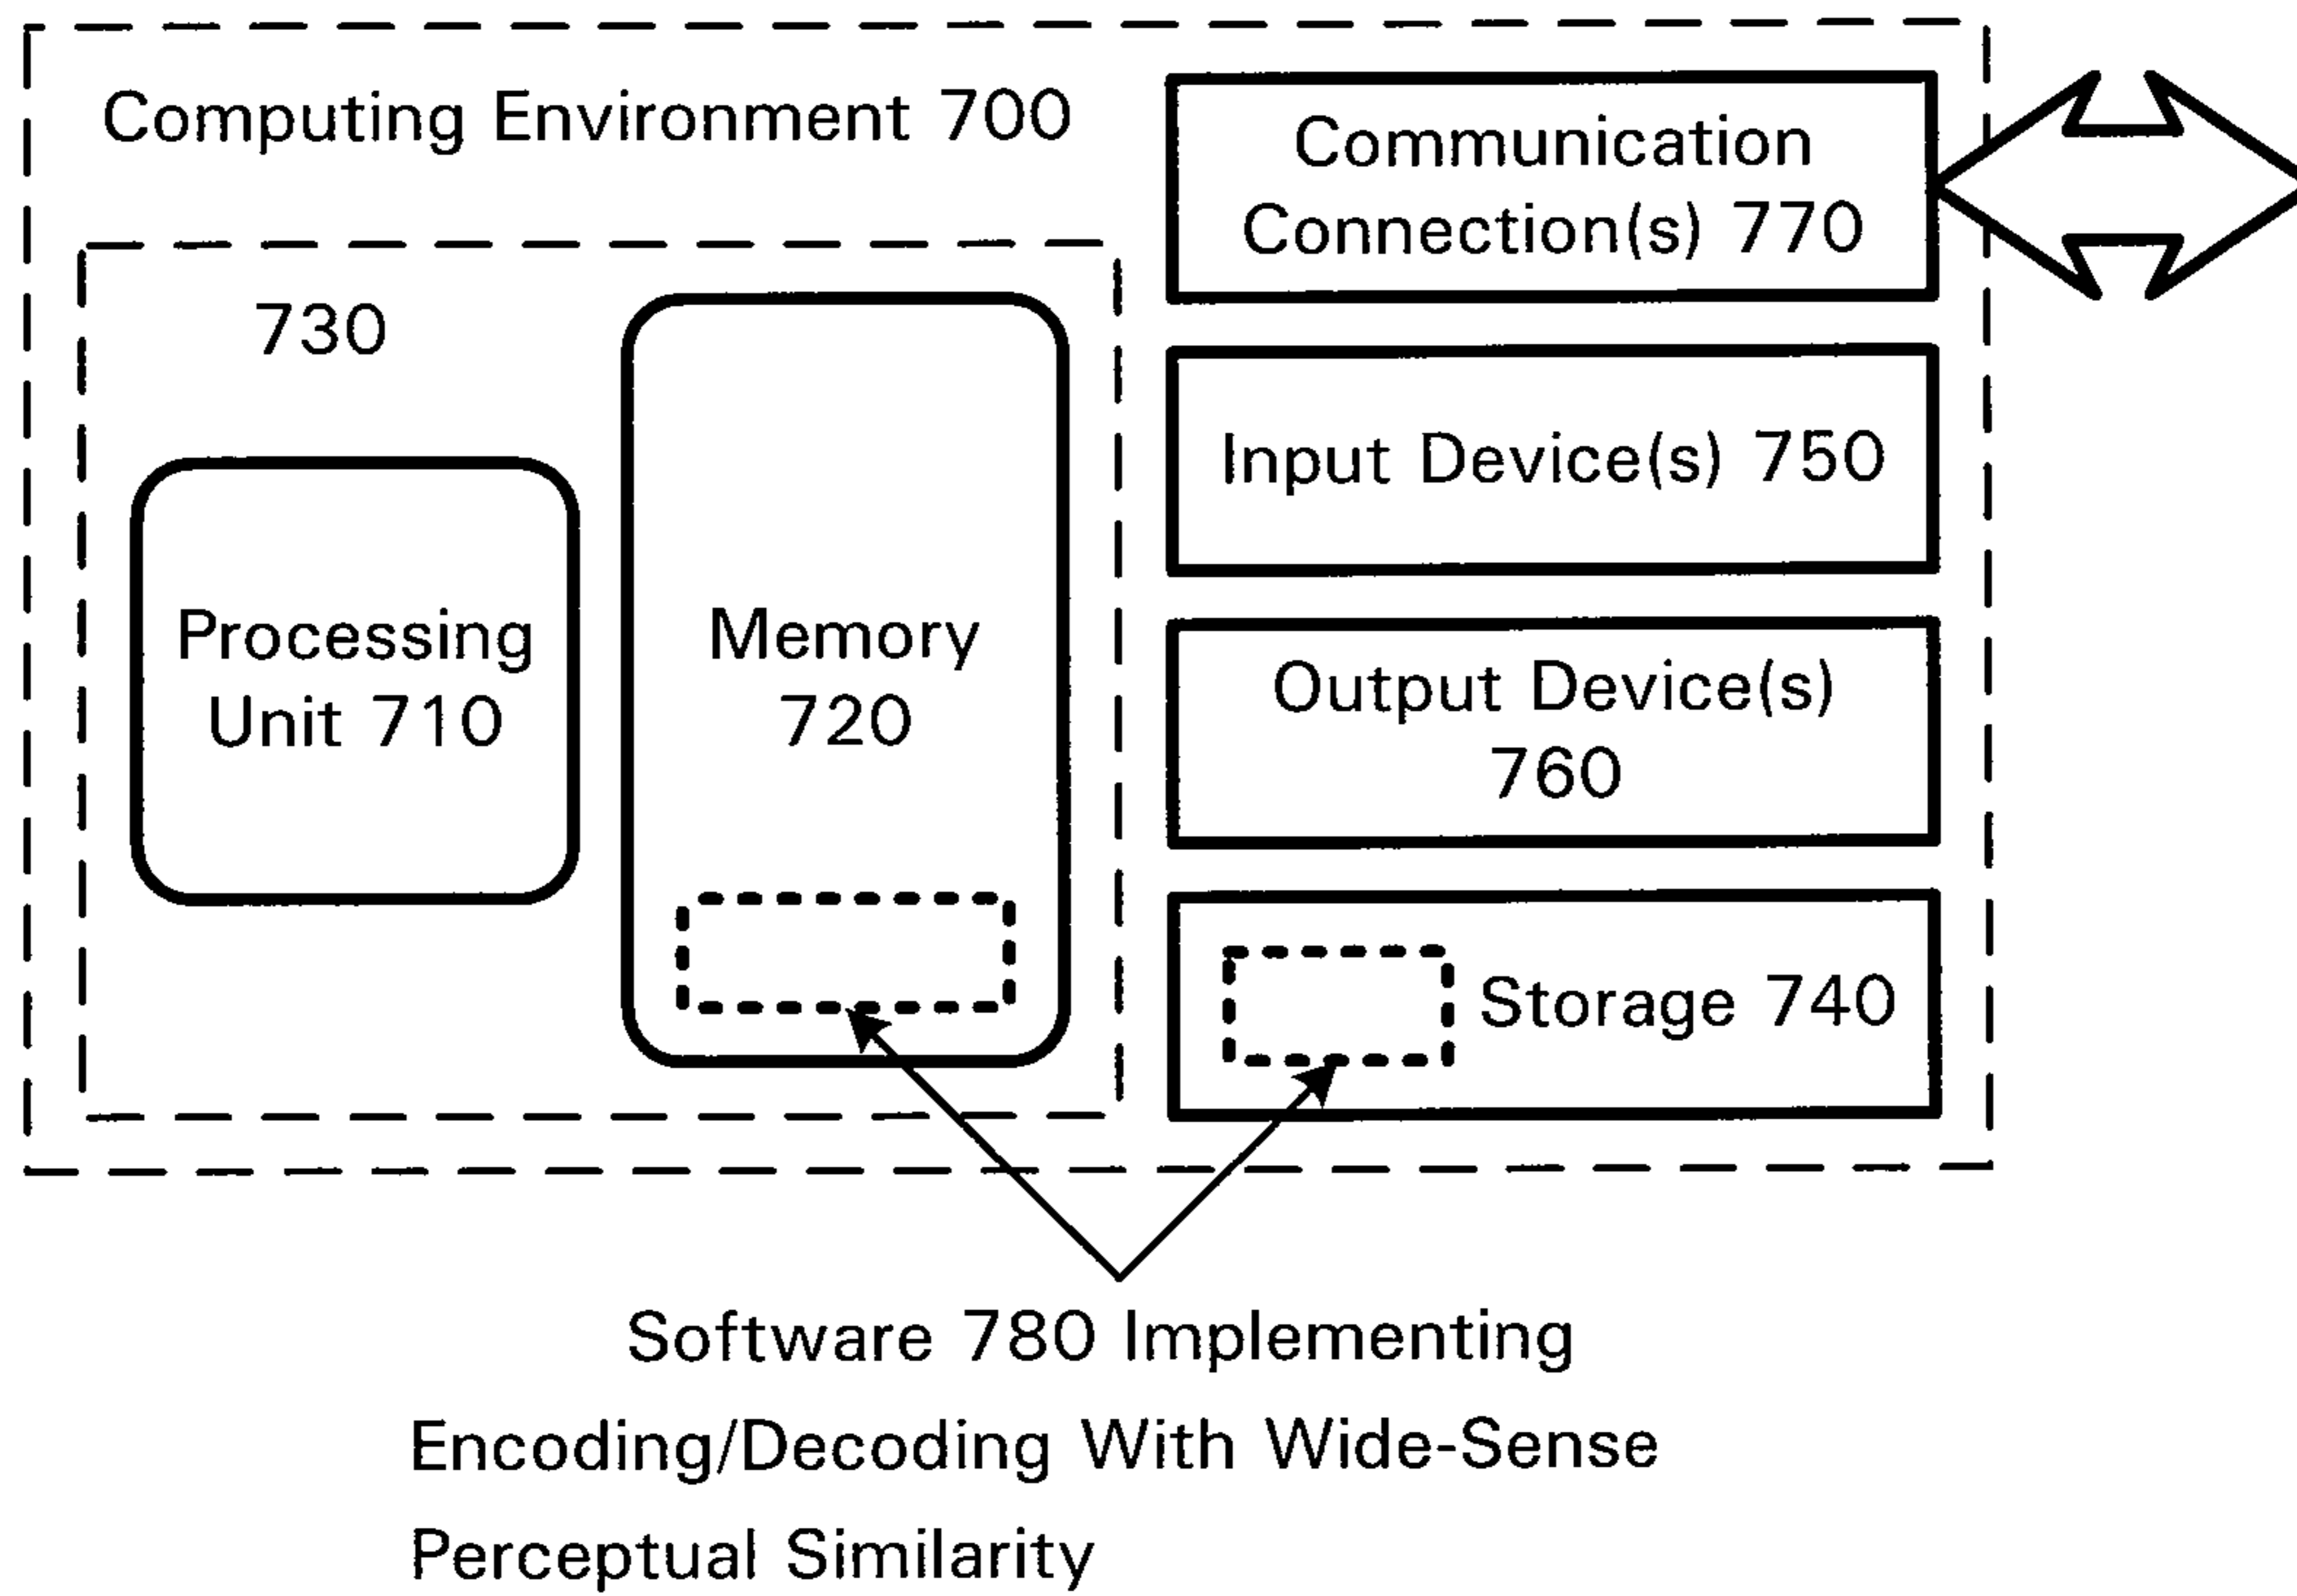 Computing Environment 700
Communication
Connection(s) 770
730
Input Device(s) 750
Processing
Unit 710
Memory
720
Output Device(s)
760
Storage 740
Software 780 Implementing
Encoding/Decoding With Wide-Sense
Perceptual Similarity